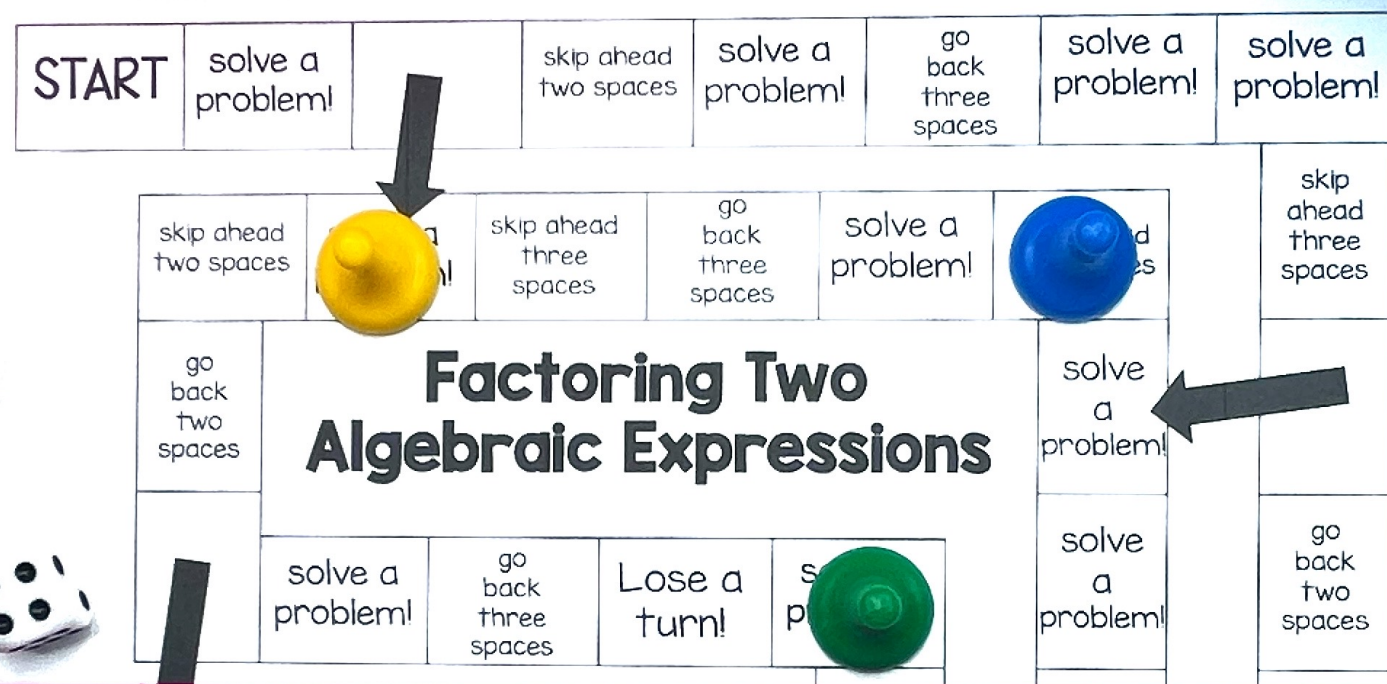 START
solve a
problem!
skip ahead
two spaces
solve a
problem!
go
back
three
spaces
solve a
problem!
solve a
problem!
skip
ahead
three
spaces
skip ahead
two spaces
skip ahead
three
spaces
go
back
three
spaces
solve a
problem!
go
back
two
spaces
Factoring Two
Algebraic Expressions
solve
a
problem!
solve a
problem!
go
back
three
spaces
Lose a
turn!
solve
a
problem!
go
back
two
spaces